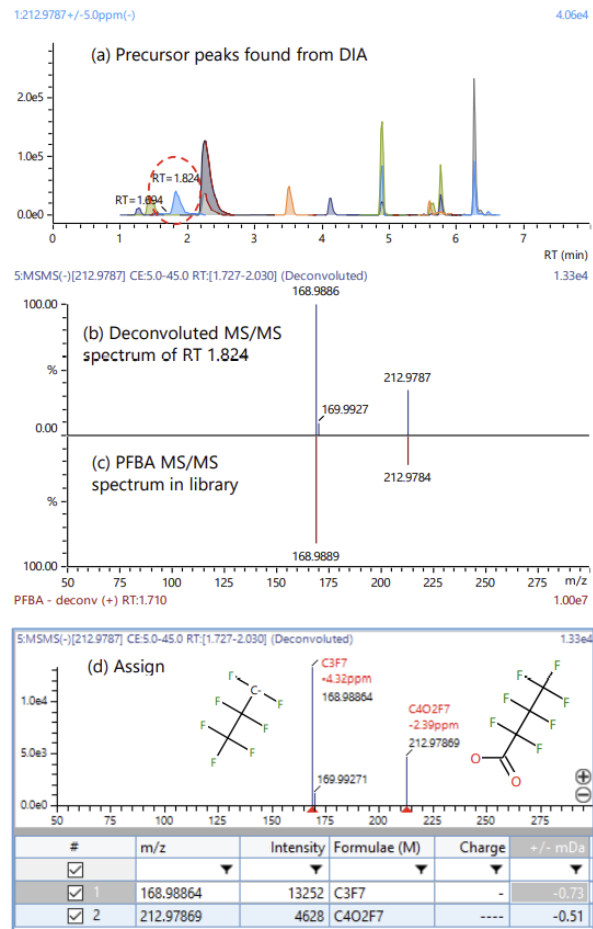 1:212.9787+/-5.0ppm(-) 4.06e4
(a) Precursor peaks found from DIA
2.0e5
1.0e5
0.0e0
RT=1.824
0 1 2 3 4 5 6 7
RT (min)
5:MSMS(-)[212.9787] CE:5.0-45.0 RT:[1.727-2.030] (Deconvoluted) 1.33e4
168.9886
100.00
(b) Deconvoluted MS/MS
spectrum of RT 1.824
%
212.9787
169.9927
0.00
(c) PFBA MS/MS
spectrum in library
212.9784
%
168.9889
100.00
50 75 100 125 150 175 200 225 250 275 m/z
PFBA - deconv (+) RT:1.710 1.00e7
5:MSMS(-)[212.9787] CE:5.0-45.0 RT:[1.727-2.030] (Deconvoluted) 1.33e4
(d) Assign
C3F7
-4.32ppm
168.98864
C4O2F7
-2.39ppm
212.97869
169.99271
1.0e4
5.0e3
0.0e0
C- F F F F F F
F F F F F F F O O
50 75 100 125 150 175 200 225 250 275
# m/z Intensity Formulae (M) Charge +/- mDa
1 168.98864 13252 C3F7 - -0.73
2 212.97869 4628 C4O2F7 ---- -0.51